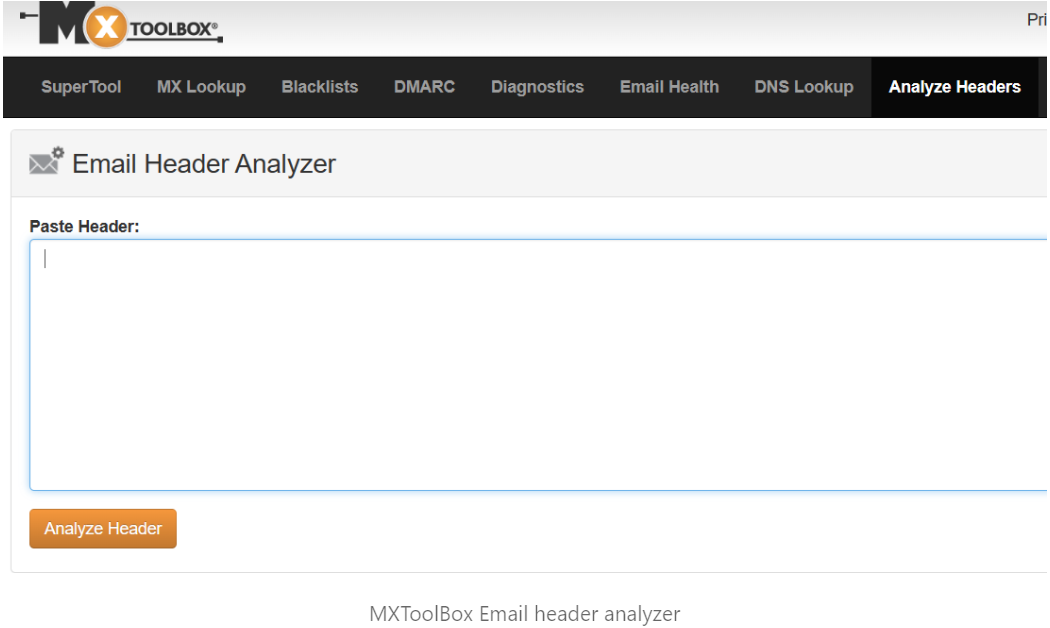 MX TOOLBOX®
Pri
SuperTool MX Lookup Blacklists DMARC Diagnostics Email Health DNS Lookup Analyze Headers
Email Header Analyzer
Paste Header:
Analyze Header
MXToolBox Email header analyzer